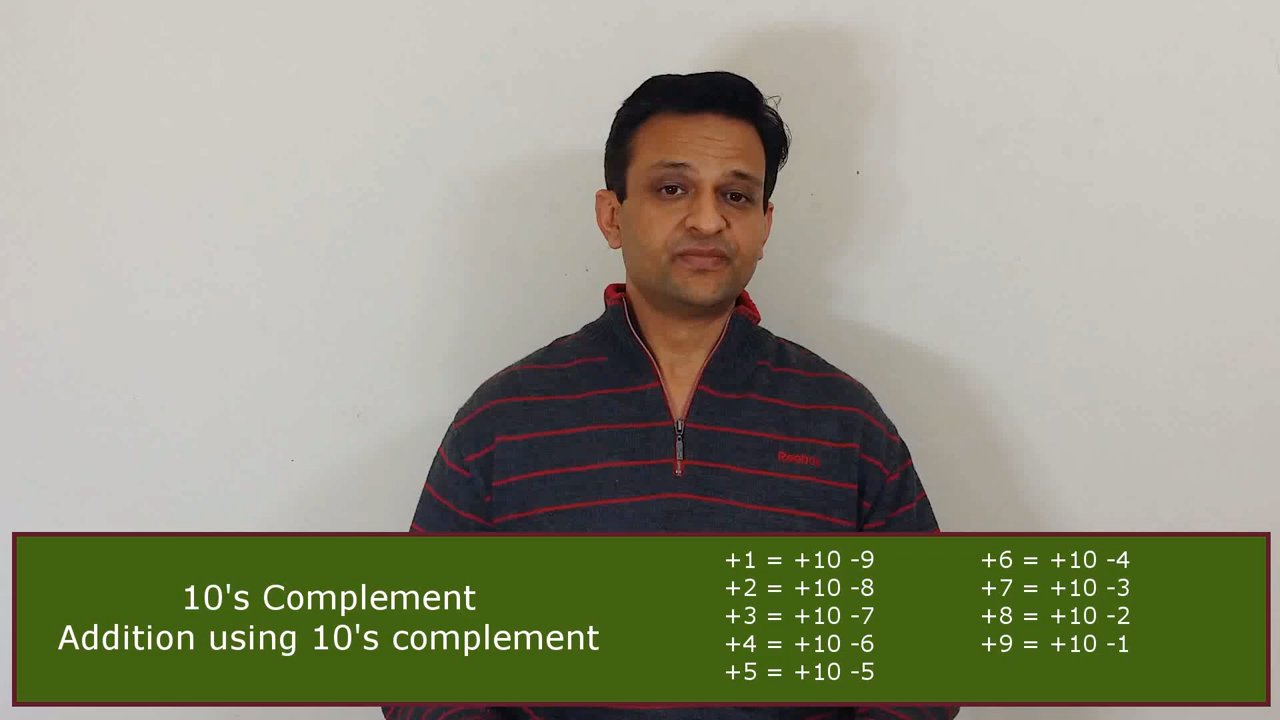 Reebok
10's Complement
Addition using 10's complement
+1 = +10 -9
+2 = +10 -8
+3 = +10 -7
+4 = +10 -6
+5 = +10 -5
+6 = +10 -4
+7 = +10 -3
+8 = +10 -2
+9 = +10 -1